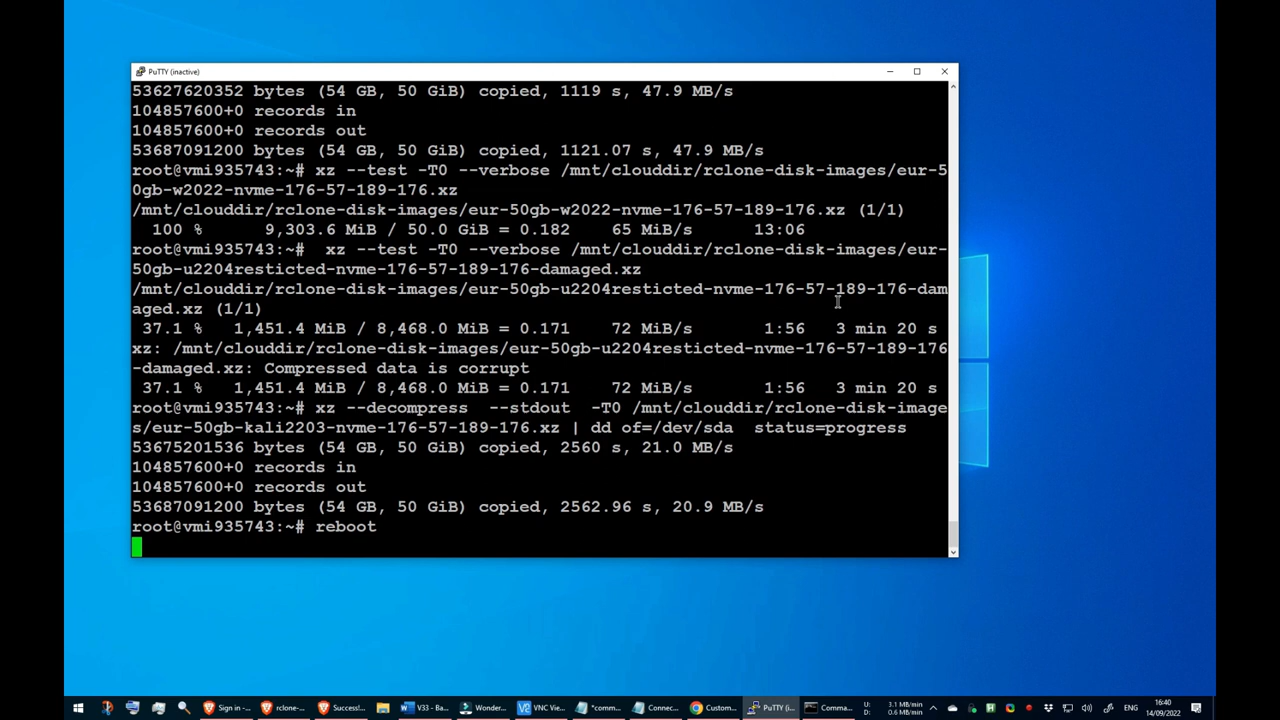 PuTTY (inactive)
53627620352 bytes (54 GB, 50 GiB) copied, 1119 s, 47.9 MB/s
104857600+0 records in
104857600+0 records out
53687091200 bytes (54 GB, 50 GiB) copied, 1121.07 s, 47.9 MB/s
root@vmi935743:~# xz --test -T0 --verbose /mnt/clouddir/rclone-disk-images/eur-5
0gb-w2022-nvme-176-57-189-176.xz
/mnt/clouddir/rclone-disk-images/eur-50gb-w2022-nvme-176-57-189-176.xz (1/1)
100 % 9,303.6 MiB / 50.0 GiB = 0.182 65 MiB/s 13:06
root@vmi935743:~# xz --test -T0 --verbose /mnt/clouddir/rclone-disk-images/eur-
50gb-u2204resticted-nvme-176-57-189-176-damaged.xz
/mnt/clouddir/rclone-disk-images/eur-50gb-u2204resticted-nvme-176-57-189-176-dam
aged.xz (1/1)
37.1 % 1,451.4 MiB / 8,468.0 MiB = 0.171 72 MiB/s 1:56 3 min 20 s
xz: /mnt/clouddir/rclone-disk-images/eur-50gb-u2204resticted-nvme-176-57-189-176
-damaged.xz: Compressed data is corrupt
37.1 % 1,451.4 MiB / 8,468.0 MiB = 0.171 72 MiB/s 1:56 3 min 20 s
root@vmi935743:~# xz --decompress --stdout -T0 /mnt/clouddir/rclone-disk-image
s/eur-50gb-kali2203-nvme-176-57-189-176.xz | dd of=/dev/sda status=progress
53675201536 bytes (54 GB, 50 GiB) copied, 2560 s, 21.0 MB/s
104857600+0 records in
104857600+0 records out
53687091200 bytes (54 GB, 50 GiB) copied, 2562.96 s, 20.9 MB/s
root@vmi935743:~# reboot
Sign in - ... rclone-... Success!... V33 - Ba... Wonder... VNC Vie... *comm... Connec... Custom... PuTTY (i... Comma...
U: 3.1 MB/min
D: 0.6 MB/min
ENG
16:40
14/09/2022